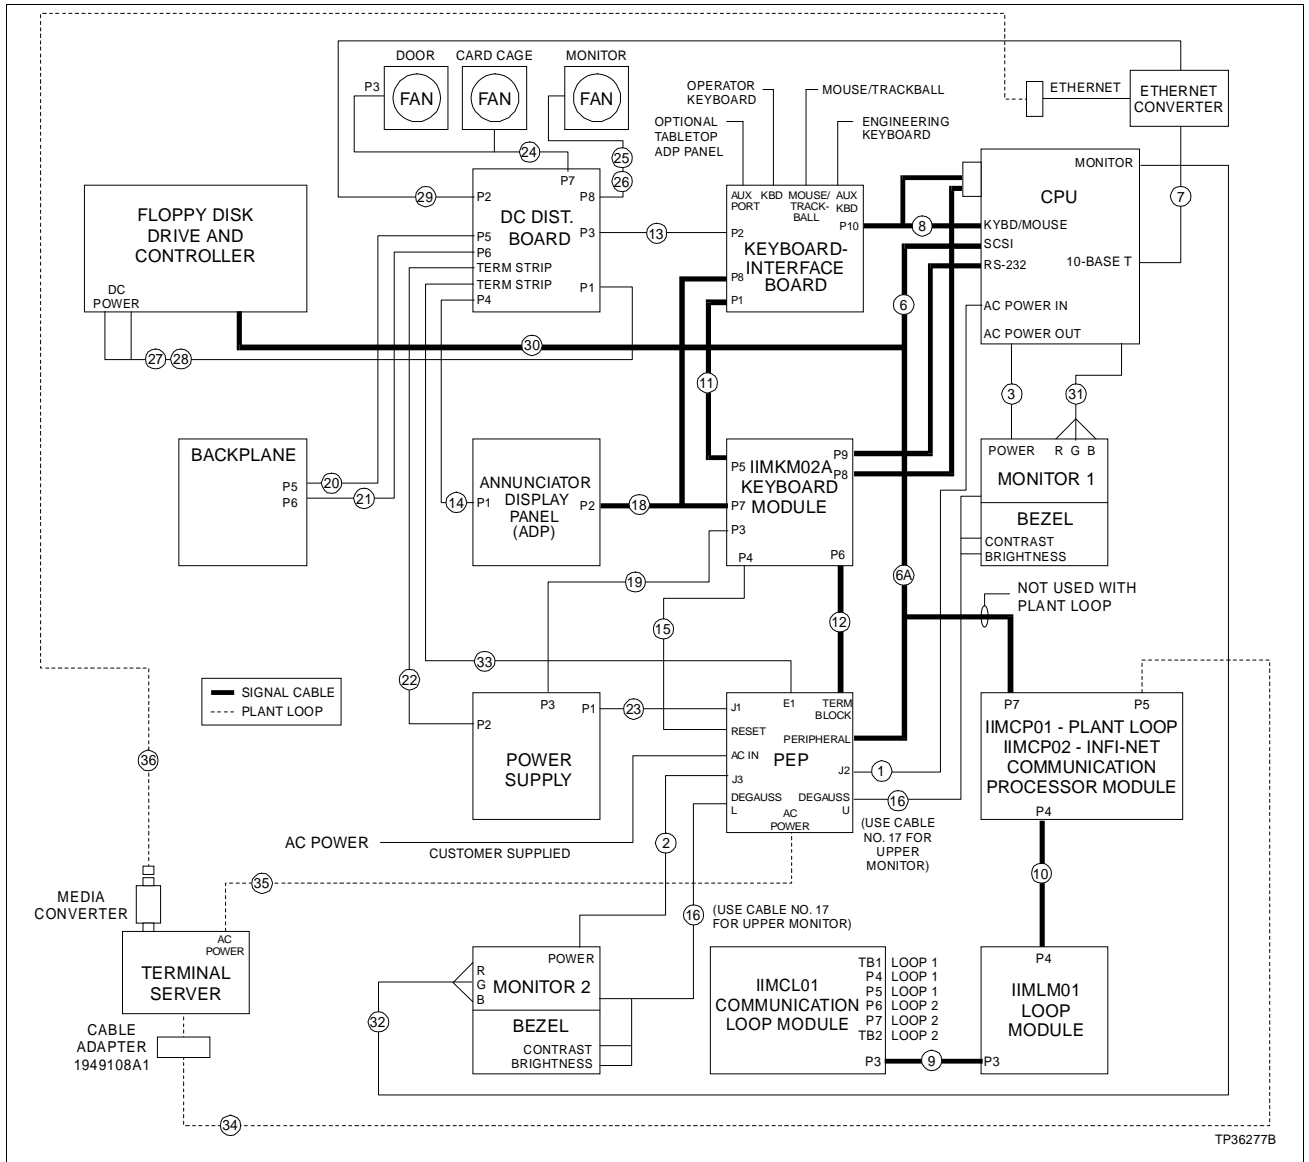 DOOR
CARD CAGE
MONITOR
P3
FAN
FAN
FAN
OPERATOR
KEYBOARD
MOUSE/TRACKBALL
OPTIONAL
TABLETOP
ADP PANEL
ENGINEERING
KEYBOARD
ETHERNET
ETHERNET
CONVERTER
24
25
26
29
P7
P2
P8
DC DIST.
BOARD
P3
P5
P6
TERM STRIP
TERM STRIP
P4
P1
13
FLOPPY DISK
DRIVE AND
CONTROLLER
DC
POWER
27
28
30
AUX
PORT
KBD
MOUSE/
TRACK-
BALL
AUX
KBD
P10
P2
KEYBOARD-
INTERFACE
BOARD
P8
P1
8
7
6
MONITOR
CPU
KYBD/MOUSE
SCSI
RS-232
10-BASE T
AC POWER IN
AC POWER OUT
3
31
11
BACKPLANE
P5
P6
20
21
14
P1
ANNUNCIATOR
DISPLAY
PANEL
(ADP)
P2
18
P5
IIMKM02A
KEYBOARD
MODULE
P9
P8
P7
P3
P4
P6
POWER
R G B
MONITOR 1
BEZEL
CONTRAST
BRIGHTNESS
19
15
12
6A
NOT USED WITH
PLANT LOOP
33
22
SIGNAL CABLE
PLANT LOOP
36
P3
P1
P2
POWER
SUPPLY
23
J1
E1
TERM
BLOCK
RESET
PERIPHERAL
AC IN
PEP
J3
J2
DEGAUSS
L
DEGAUSS
U
AC
POWER
1
16
(USE CABLE
NO. 17 FOR
UPPER
MONITOR)
P7
P5
IIMCP01 - PLANT LOOP
IIMCP02 - INFI-NET
COMMUNICATION
PROCESSOR MODULE
P4
10
AC POWER
CUSTOMER SUPPLIED
2
35
16
(USE CABLE NO. 17
FOR UPPER MONITOR)
MEDIA
CONVERTER
AC
POWER
TERMINAL
SERVER
CABLE
ADAPTER
1949108A1
32
R
G
B
POWER
MONITOR 2
BEZEL
CONTRAST
BRIGHTNESS
IIMCL01
COMMUNICATION
LOOP MODULE
TB1 LOOP 1
P4 LOOP 1
P5 LOOP 1
P6 LOOP 2
P7 LOOP 2
TB2 LOOP 2
P3
9
P4
IIMLM01
LOOP
MODULE
P3
34
TP36277B